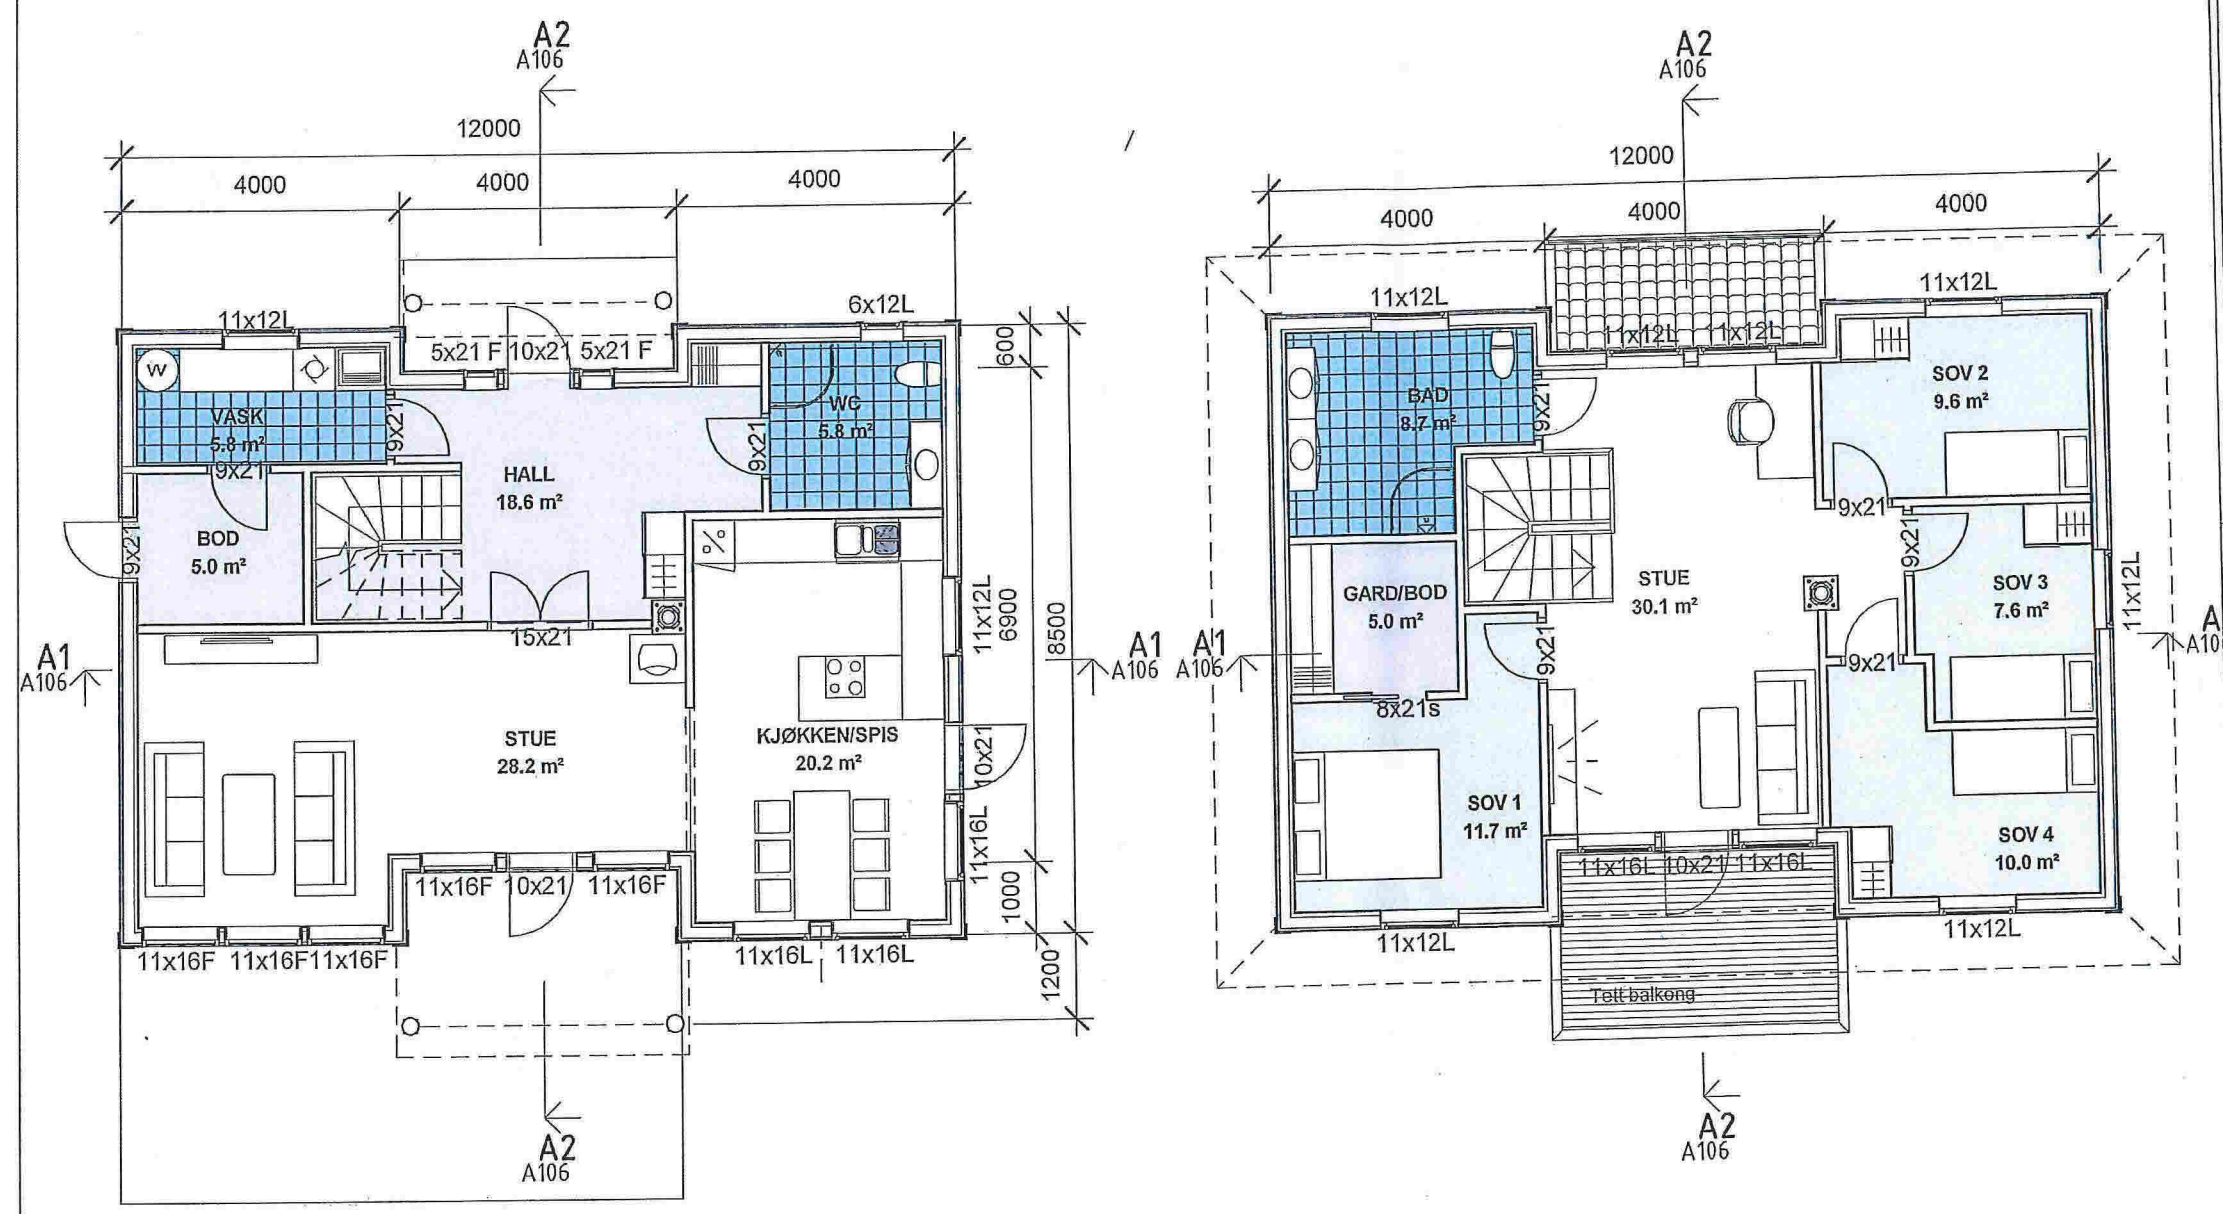 A2
A106
12000
4000
4000
4000
11x12L
5x21 F
10x21
5x21 F
6x12L
600
W
VASK
5.8 m²
9x21
9x21
WC
5.8 m²
9x21
HALL
18.6 m²
BOD
5.0 m²
9x21
15x21
11x12L
6900
8500
A1
A106
A1
A106
STUE
28.2 m²
KJØKKEN/SPIS
20.2 m²
10x21
11x16L
1000
11x16F
10x21
11x16F
11x16F
11x16F
11x16F
11x16L
11x16L
1200
A2
A106
A2
A106
12000
4000
4000
4000
11x12L
11x12L
11x12L
11x12L
BAD
8.7 m²
9x21
SOV 2
9.6 m²
9x21
9x21
GARD/BOD
5.0 m²
STUE
30.1 m²
SOV 3
7.6 m²
11x12L
A1
A106
9x21
9x21
8x21s
SOV 1
11.7 m²
SOV 4
10.0 m²
11x16L
10x21
11x16L
11x12L
11x12L
Tett balkong
A2
A106